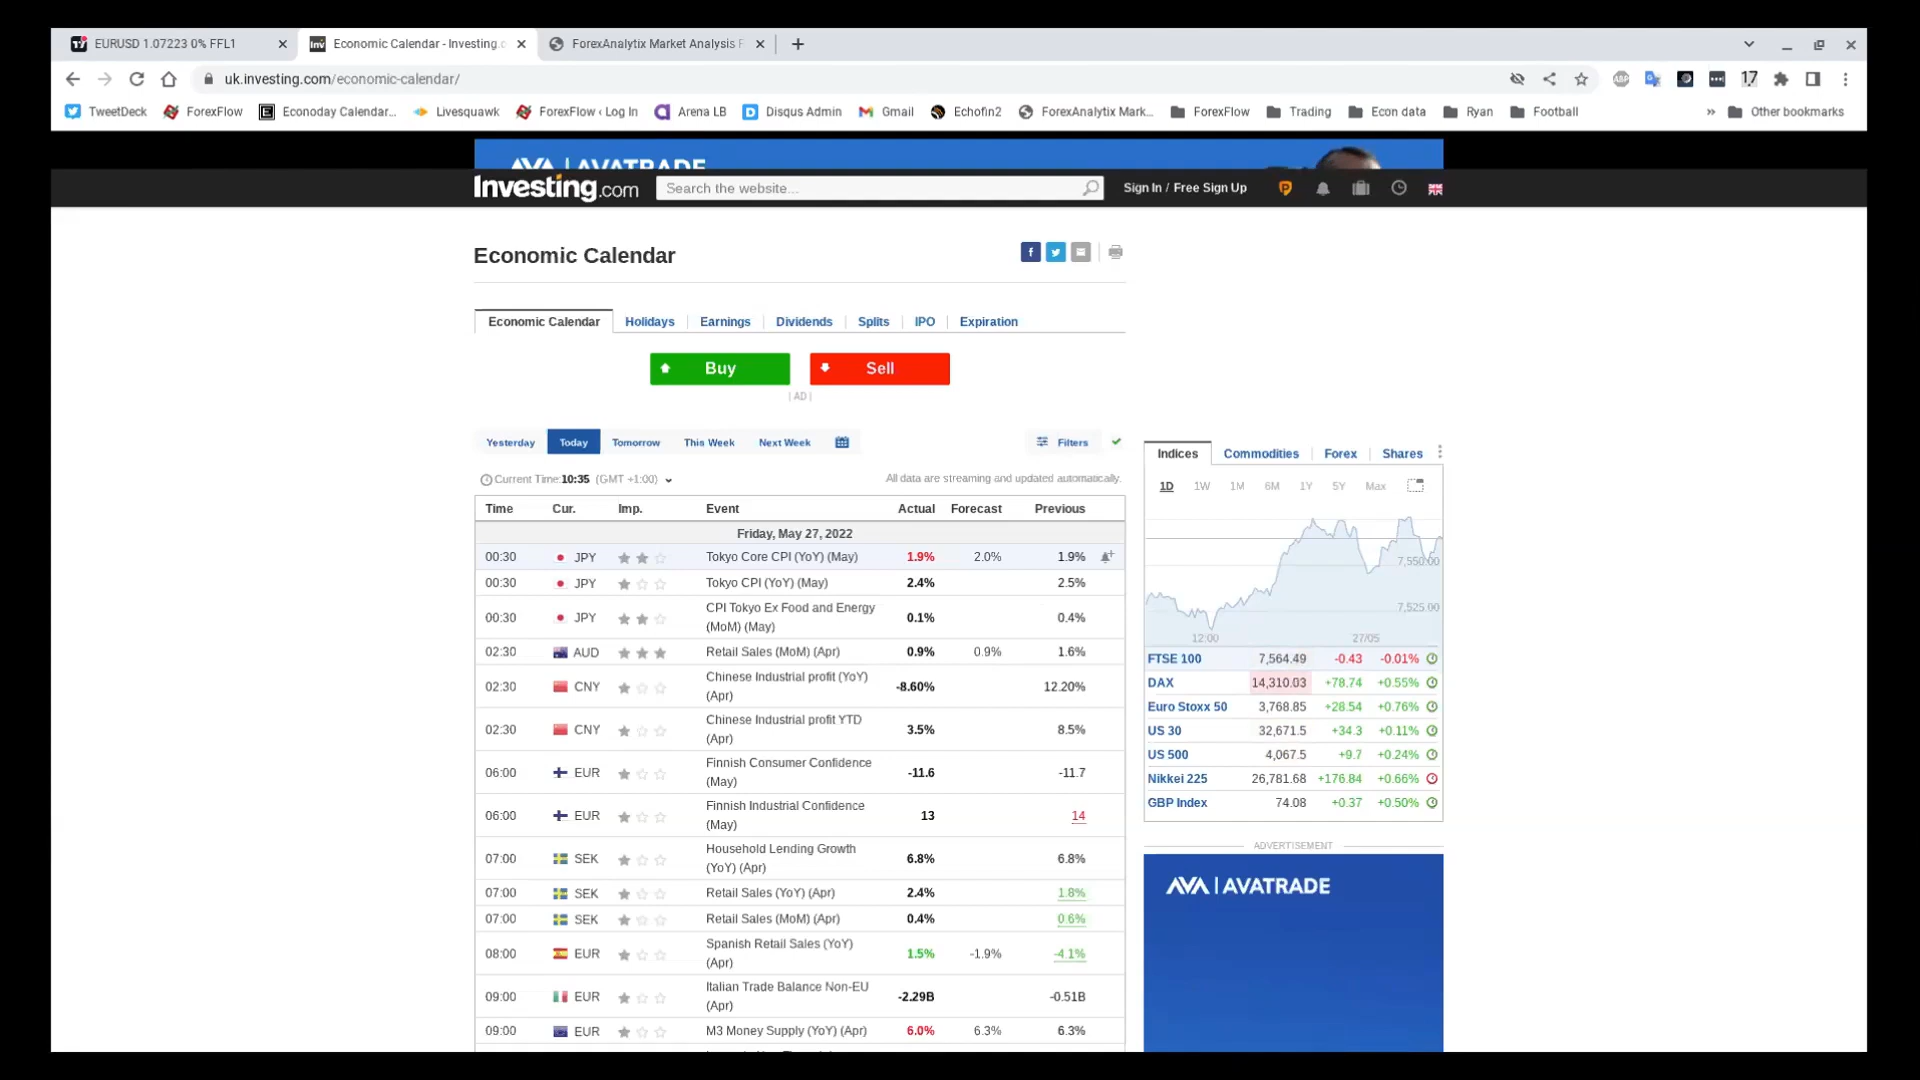 EURUSD 1.07223 0% FFL1
Economic Calendar - Investing.c
ForexAnalytix Market Analysis F
uk.investing.com/economic-calendar/
17
TweetDeck ForexFlow Econoday Calendar... Livesquawk ForexFlow ‹ Log In Arena LB Disqus Admin Gmail Echofin2 ForexAnalytix Mark... ForexFlow Trading Econ data Ryan Football » Other bookmarks
AVA | AVATRADE
Investing.com Search the website... Sign In / Free Sign Up
Economic Calendar
Economic Calendar Holidays Earnings Dividends Splits IPO Expiration
Buy Sell
| AD |
Yesterday Today Tomorrow This Week Next Week Filters
Current Time:10:35 (GMT +1:00) All data are streaming and updated automatically.
Time Cur. Imp. Event Actual Forecast Previous
Friday, May 27, 2022
00:30 JPY Tokyo Core CPI (YoY) (May) 1.9% 2.0% 1.9%
00:30 JPY Tokyo CPI (YoY) (May) 2.4% 2.5%
00:30 JPY CPI Tokyo Ex Food and Energy
(MoM) (May) 0.1% 0.4%
02:30 AUD Retail Sales (MoM) (Apr) 0.9% 0.9% 1.6%
02:30 CNY Chinese Industrial profit (YoY)
(Apr) -8.60% 12.20%
02:30 CNY Chinese Industrial profit YTD
(Apr) 3.5% 8.5%
06:00 EUR Finnish Consumer Confidence
(May) -11.6 -11.7
06:00 EUR Finnish Industrial Confidence
(May) 13 14
07:00 SEK Household Lending Growth
(YoY) (Apr) 6.8% 6.8%
07:00 SEK Retail Sales (YoY) (Apr) 2.4% 1.8%
07:00 SEK Retail Sales (MoM) (Apr) 0.4% 0.6%
08:00 EUR Spanish Retail Sales (YoY)
(Apr) 1.5% -1.9% -4.1%
09:00 EUR Italian Trade Balance Non-EU
(Apr) -2.29B -0.51B
09:00 EUR M3 Money Supply (YoY) (Apr) 6.0% 6.3% 6.3%
Indices Commodities Forex Shares
1D 1W 1M 6M 1Y 5Y Max
7,550.00
7,525.00
12:00 27/05
FTSE 100 7,564.49 -0.43 -0.01%
DAX 14,310.03 +78.74 +0.55%
Euro Stoxx 50 3,768.85 +28.54 +0.76%
US 30 32,671.5 +34.3 +0.11%
US 500 4,067.5 +9.7 +0.24%
Nikkei 225 26,781.68 +176.84 +0.66%
GBP Index 74.08 +0.37 +0.50%
ADVERTISEMENT
AVA | AVATRADE